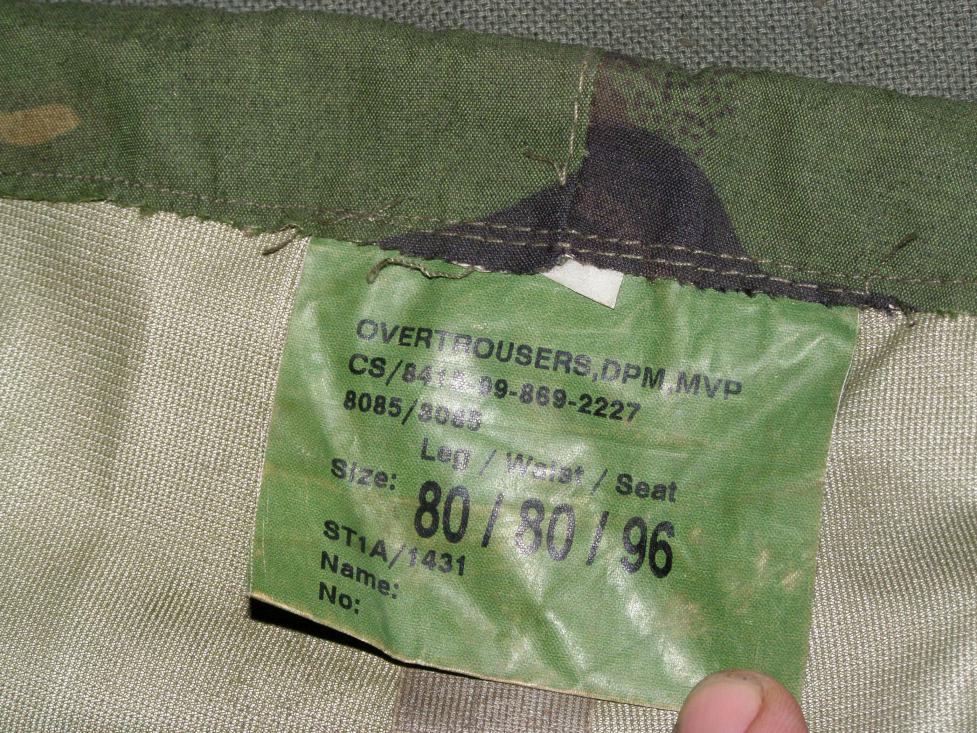 OVERTROUSERS,DPM,MVP
CS/8415-99-869-2227
8085/8085
Leg / Waist / Seat
Size:
80 / 80 / 96
ST1A/1431
Name:
No: